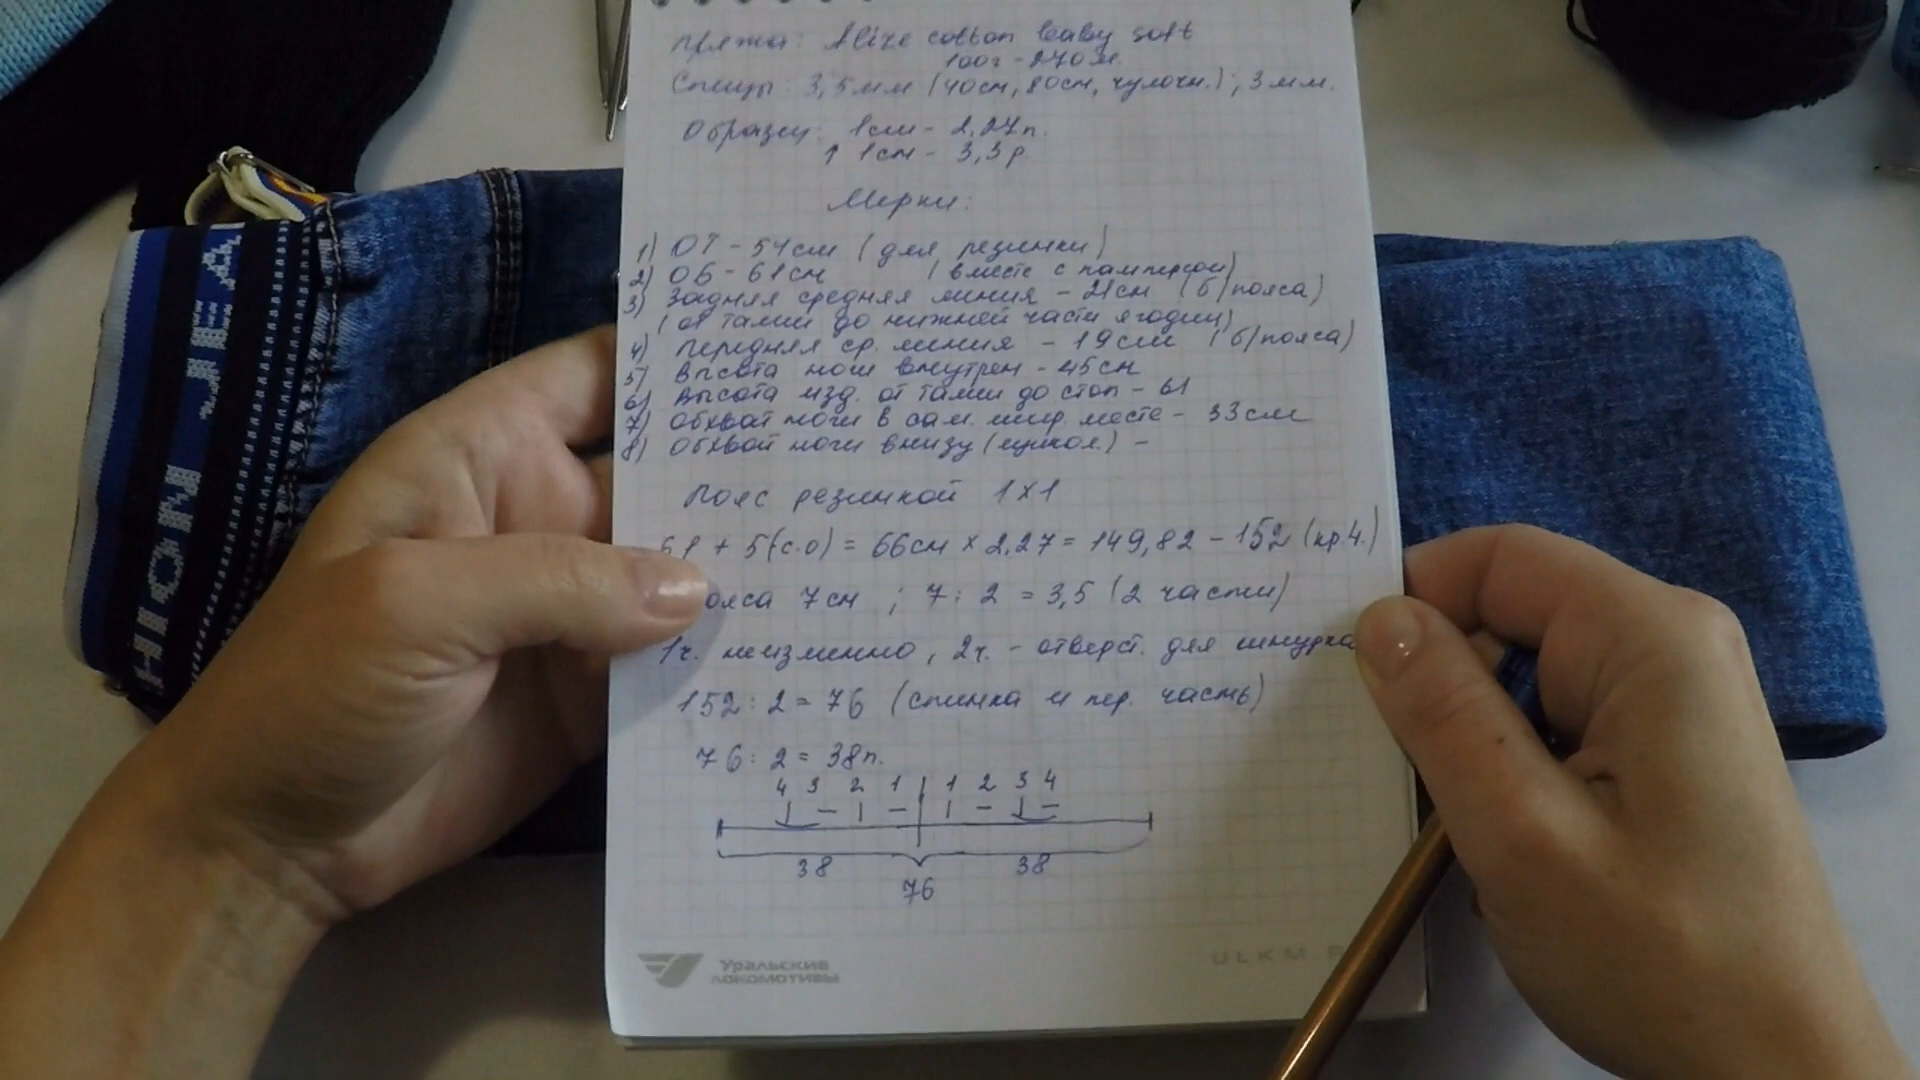 Пряжа: Alize cotton baby soft
100г - 270м.
Спицы: 3,5мм (40см, 80см, чулочн.); 3мм.
Образец: 1см - 2,27п.
↑ 1см - 3,3р.
Мерки:
1) ОТ - 54см (для резинки)
2) ОБ - 61см (вместе с памперсом)
3) Задняя средняя линия - 21см (б/пояса)
(от талии до нижней части ягодиц)
4) Передняя ср. линия - 19см (б/пояса)
5) Высота ноги внутрен - 45см
6) Высота изд. от талии до стоп - 61
7) Обхват ноги в сам. шир. месте - 33см
8) Обхват ноги внизу (щикол.) -
Пояс резинкой 1х1
61 + 5(с.о) = 66см х 2,27 = 149,82 - 152 (кр.4.)
пояса 7см ; 7 : 2 = 3,5 (2 части)
1ч. неизменно, 2ч. - отверст. для шнурка
152 : 2 = 76 (спинка и пер. часть)
76 : 2 = 38п.
4 3 2 1 | 1 2 3 4
38 38
76
Уральские
локомотивы
ULKM.